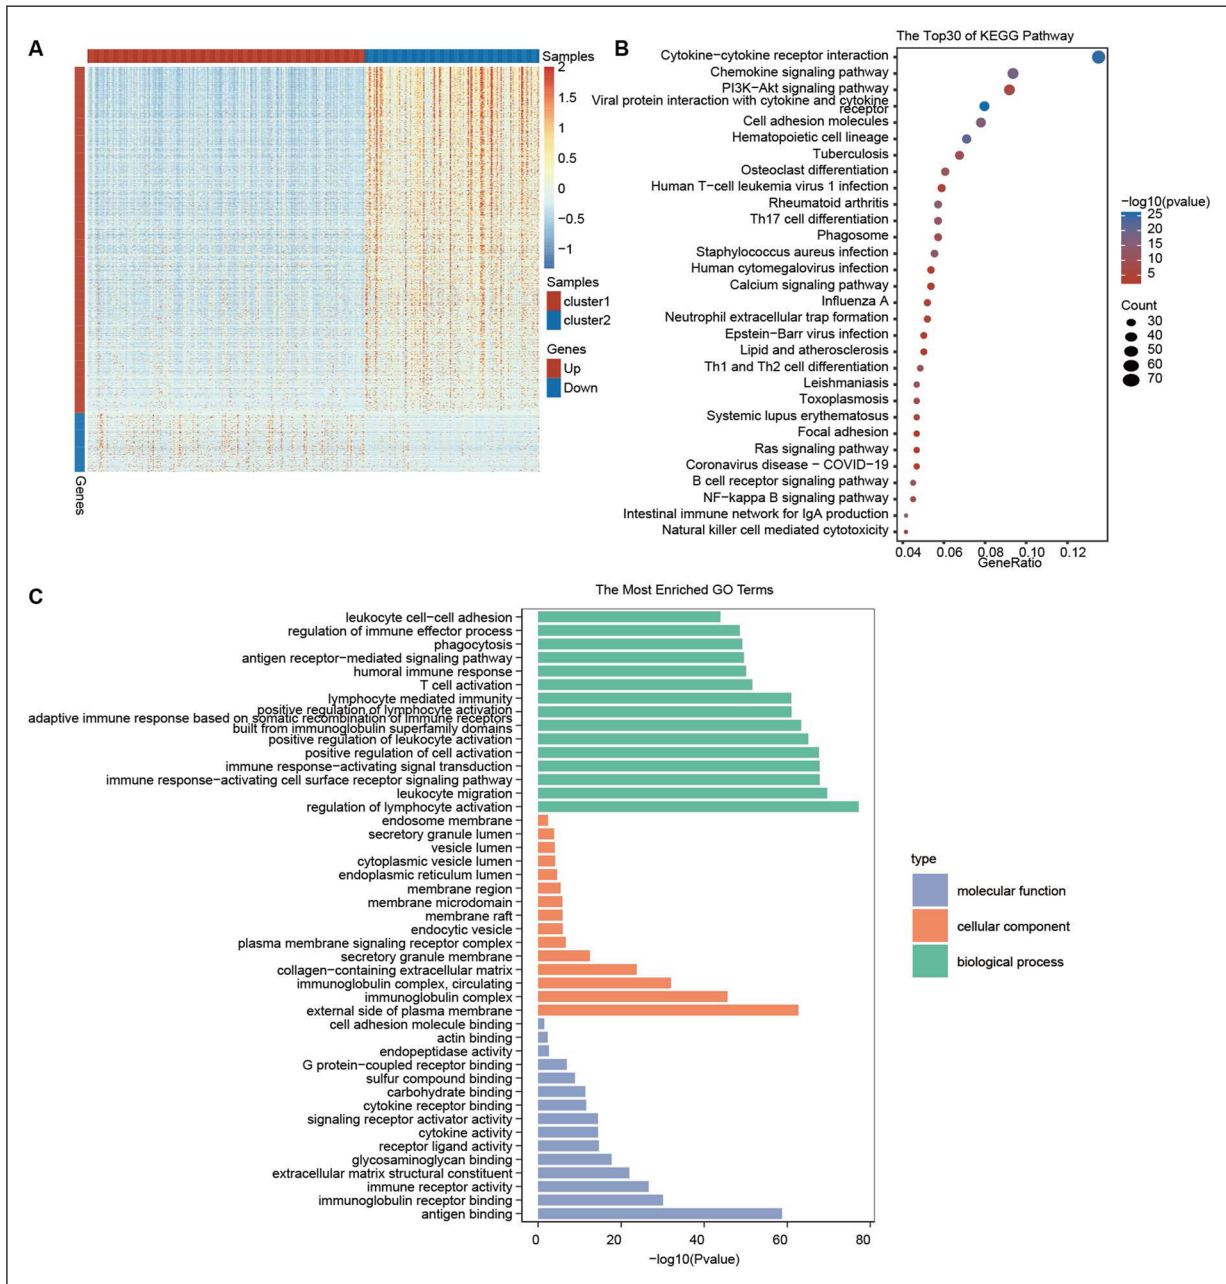 A
Samples
2
1.5
1
0.5
0
−0.5
−1
Samples
cluster1
cluster2
Genes
Up
Down
Genes
B
The Top30 of KEGG Pathway
Cytokine−cytokine receptor interaction
Chemokine signaling pathway
PI3K−Akt signaling pathway
Viral protein interaction with cytokine and cytokine
receptor
Cell adhesion molecules
Hematopoietic cell lineage
Tuberculosis
Osteoclast differentiation
Human T−cell leukemia virus 1 infection
Rheumatoid arthritis
Th17 cell differentiation
Phagosome
Staphylococcus aureus infection
Human cytomegalovirus infection
Calcium signaling pathway
Influenza A
Neutrophil extracellular trap formation
Epstein−Barr virus infection
Lipid and atherosclerosis
Th1 and Th2 cell differentiation
Leishmaniasis
Toxoplasmosis
Systemic lupus erythematosus
Focal adhesion
Ras signaling pathway
Coronavirus disease − COVID−19
B cell receptor signaling pathway
NF−kappa B signaling pathway
Intestinal immune network for IgA production
Natural killer cell mediated cytotoxicity
0.04 0.06 0.08 0.10 0.12
GeneRatio
−log10(pvalue)
25
20
15
10
5
Count
30
40
50
60
70
C
The Most Enriched GO Terms
leukocyte cell−cell adhesion
regulation of immune effector process
phagocytosis
antigen receptor−mediated signaling pathway
humoral immune response
T cell activation
lymphocyte mediated immunity
positive regulation of lymphocyte activation
adaptive immune response based on somatic recombination of immune receptors
built from immunoglobulin superfamily domains
positive regulation of leukocyte activation
positive regulation of cell activation
immune response−activating signal transduction
immune response−activating cell surface receptor signaling pathway
leukocyte migration
regulation of lymphocyte activation
endosome membrane
secretory granule lumen
vesicle lumen
cytoplasmic vesicle lumen
endoplasmic reticulum lumen
membrane region
membrane microdomain
membrane raft
endocytic vesicle
plasma membrane signaling receptor complex
secretory granule membrane
collagen−containing extracellular matrix
immunoglobulin complex, circulating
immunoglobulin complex
external side of plasma membrane
cell adhesion molecule binding
actin binding
endopeptidase activity
G protein−coupled receptor binding
sulfur compound binding
carbohydrate binding
cytokine receptor binding
signaling receptor activator activity
cytokine activity
receptor ligand activity
glycosaminoglycan binding
extracellular matrix structural constituent
immune receptor activity
immunoglobulin receptor binding
antigen binding
0 20 40 60 80
−log10(Pvalue)
type
molecular function
cellular component
biological process